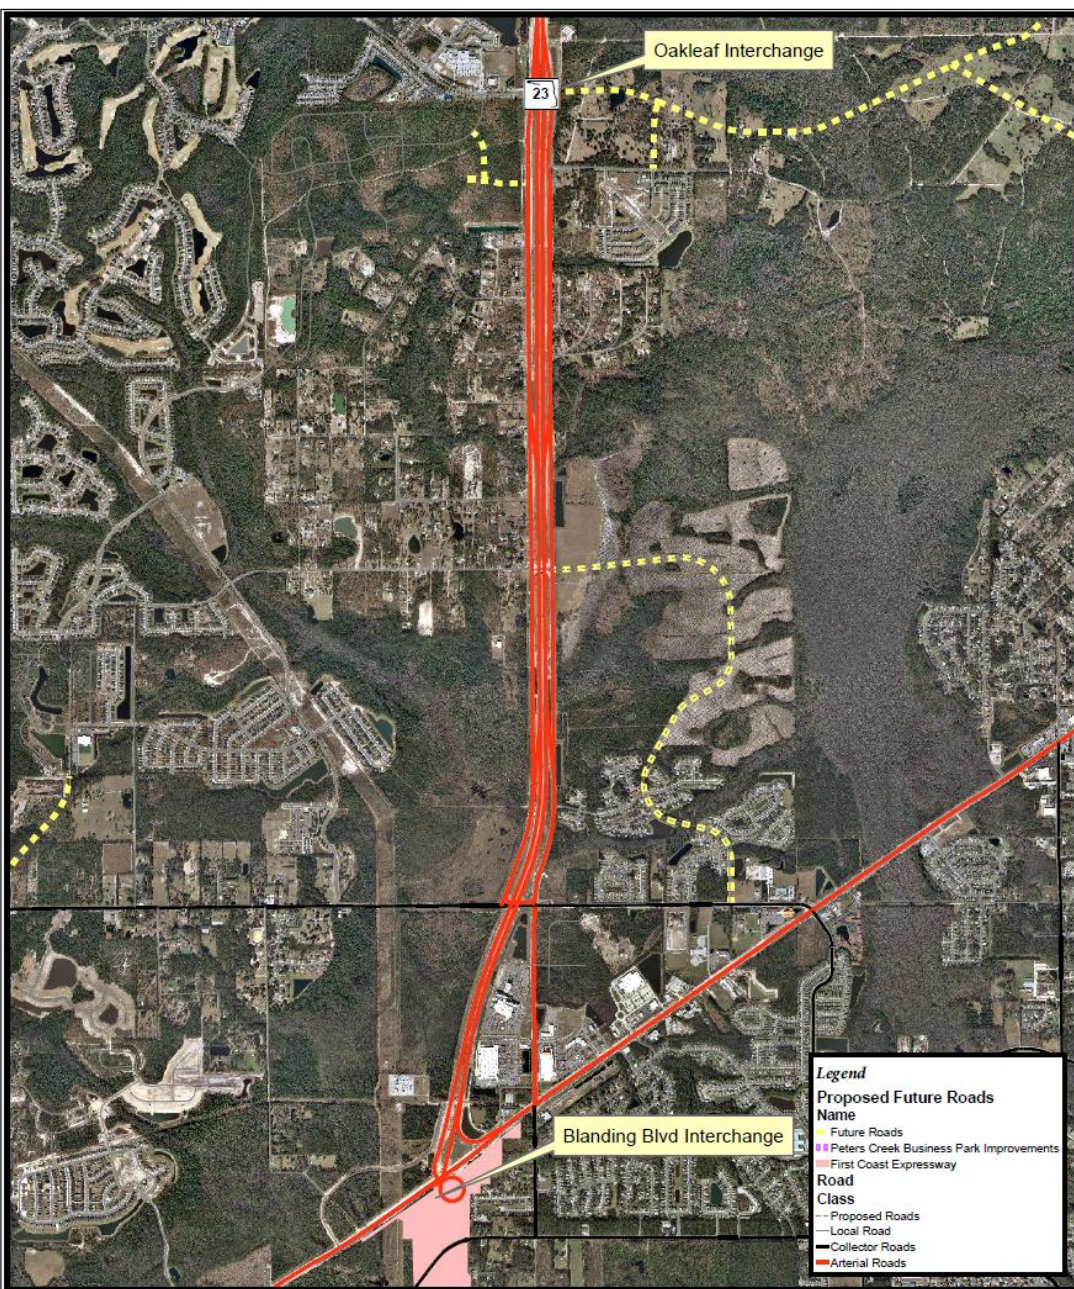 Oakleaf Interchange
23
Blanding Blvd Interchange
Legend
Proposed Future Roads
Name
Future Roads
Peters Creek Business Park Improvements
First Coast Expressway
Road
Class
Proposed Roads
Local Road
Collector Roads
Arterial Roads